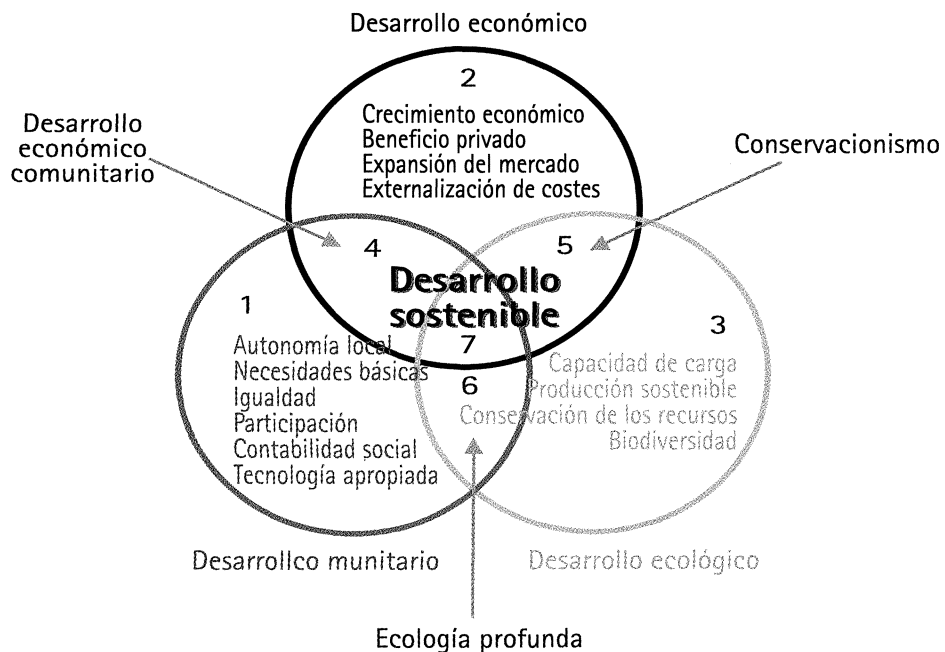 Desarrollo económico
2
Crecimiento económico
Beneficio privado
Expansión del mercado
Externalización de costes
Desarrollo
económico
comunitario
Conservacionismo
4
5
Desarrollo
sostenible
7
1
Autonomía local
Necesidades básicas
Igualdad
Participación
Contabilidad social
Tecnología apropiada
6
3
Capacidad de carga
Producción sostenible
Conservación de los recursos
Biodiversidad
Desarrollco munitario
Desarrollo ecológico
Ecología profunda